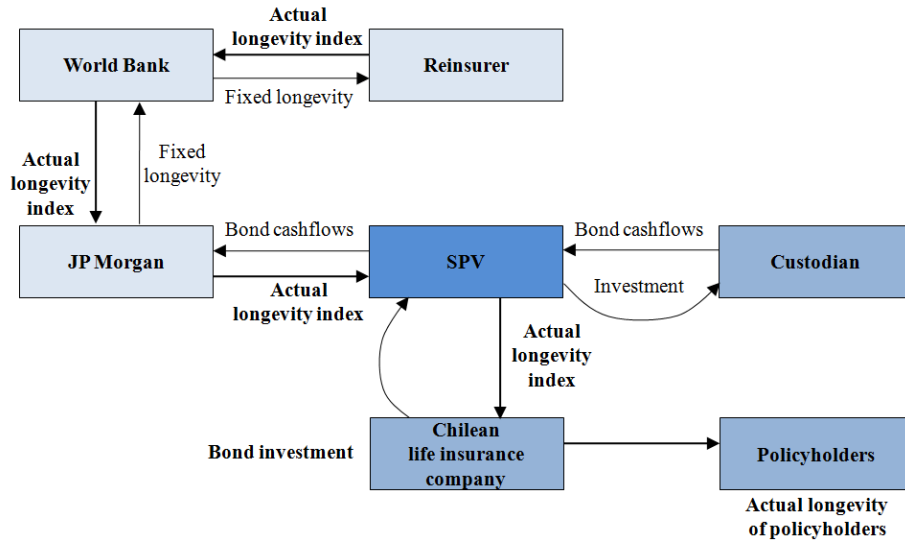 Actual
longevity index
World Bank
Reinsurer
Fixed longevity
Actual
longevity
index
Fixed
longevity
Bond cashflows
Bond cashflows
JP Morgan
SPV
Custodian
Investment
Actual
longevity index
Actual
longevity
index
Bond investment
Chilean
life insurance
company
Policyholders
Actual longevity
of policyholders